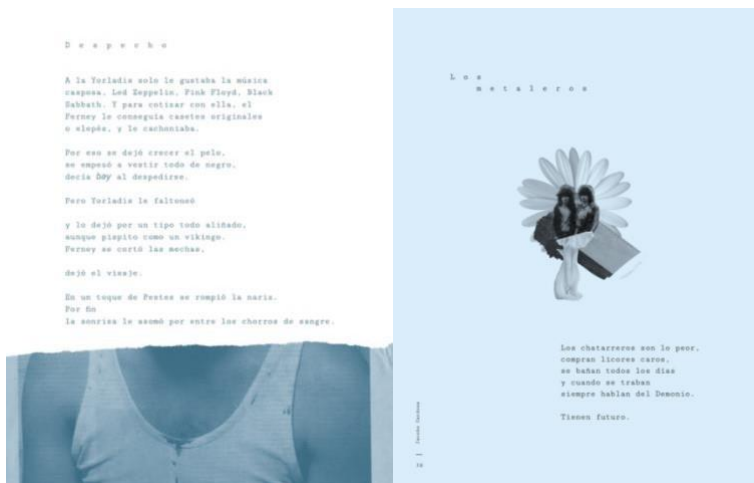 Despecho
A la Yorladis solo le gustaba la música
casposa, Led Zeppelin, Pink Floyd, Black
Sabbath. Y para cotizar con ella, el
Ferney le conseguía casetes originales
o elepés, y le cachoniaba.
Por eso se dejó crecer el pelo,
se empezó a vestir todo de negro,
decía bay al despedirse.
Pero Yorladis le faltoneó
y lo dejó por un tipo todo aliñado,
aunque pispito como un vikingo.
Ferney se cortó las mechas,
dejó el visaje.
En un toque de Pestes se rompió la nariz.
Por fin
la sonrisa le asomó por entre los chorros de sangre.
Los
metaleros
Los chatarreros son lo peor,
compran licores caros,
se bañan todos los días
y cuando se traban
siempre hablan del Demonio.
Tienen futuro.